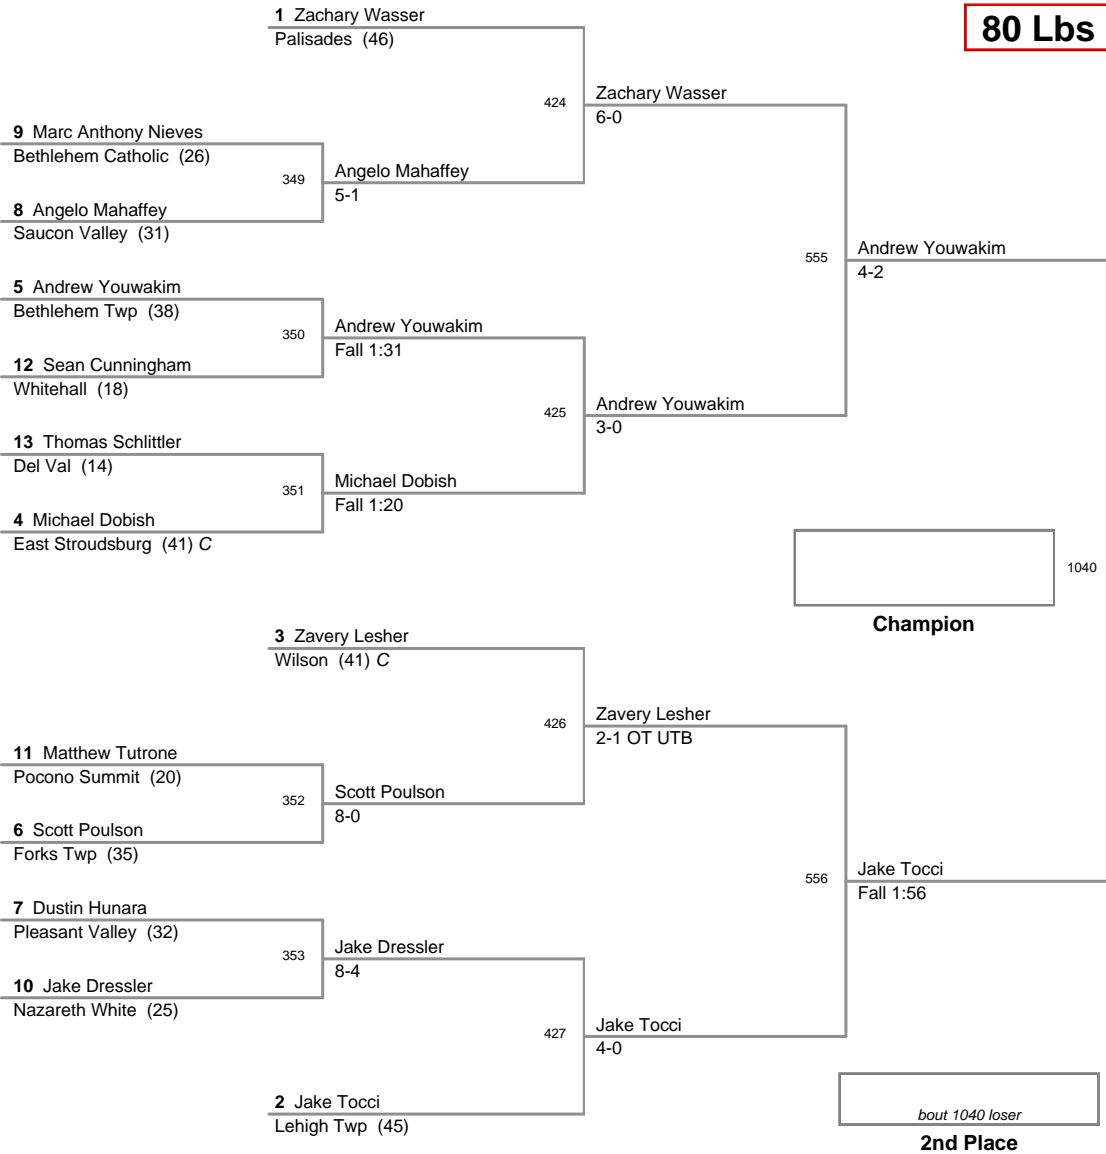 1 Zachary Wasser
Palisades (46)
80 Lbs
424
Zachary Wasser
6-0
9 Marc Anthony Nieves
Bethlehem Catholic (26)
349
Angelo Mahaffey
5-1
8 Angelo Mahaffey
Saucon Valley (31)
555
Andrew Youwakim
4-2
5 Andrew Youwakim
Bethlehem Twp (38)
350
Andrew Youwakim
Fall 1:31
12 Sean Cunningham
Whitehall (18)
425
Andrew Youwakim
3-0
13 Thomas Schlittler
Del Val (14)
351
Michael Dobish
Fall 1:20
4 Michael Dobish
East Stroudsburg (41) C
1040
Champion
3 Zavery Lesher
Wilson (41) C
426
Zavery Lesher
2-1 OT UTB
11 Matthew Tutrone
Pocono Summit (20)
352
Scott Poulson
8-0
6 Scott Poulson
Forks Twp (35)
556
Jake Tocci
Fall 1:56
7 Dustin Hunara
Pleasant Valley (32)
353
Jake Dressler
8-4
10 Jake Dressler
Nazareth White (25)
427
Jake Tocci
4-0
2 Jake Tocci
Lehigh Twp (45)
bout 1040 loser
2nd Place